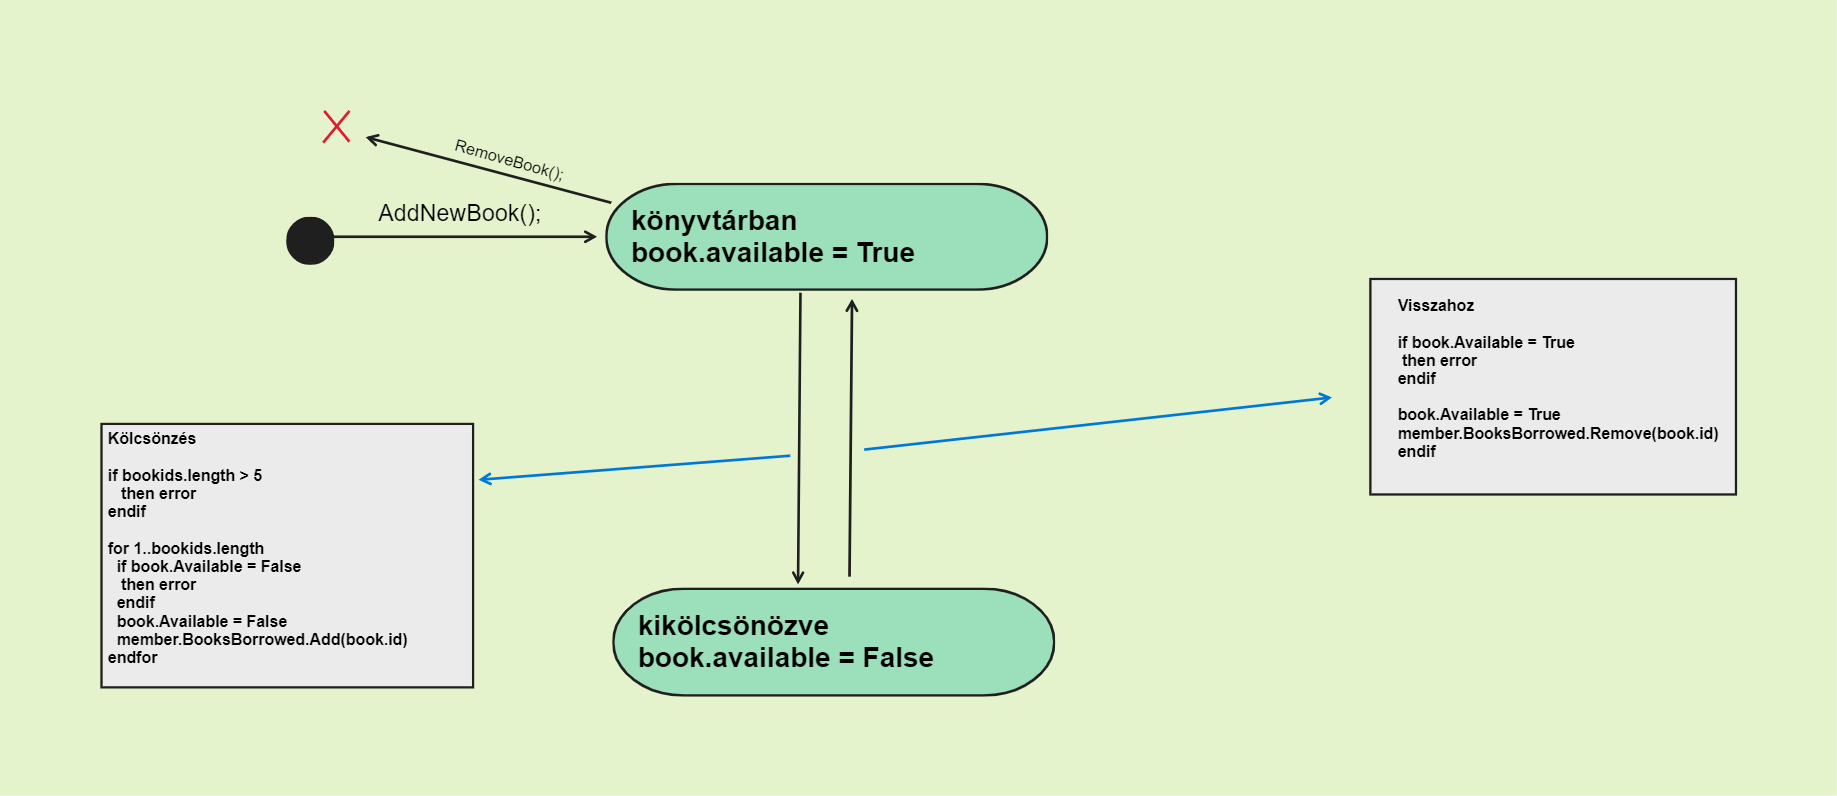 RemoveBook();
AddNewBook();
könyvtárban
book.available = True
Visszahoz
if book.Available = True
then error
endif
book.Available = True
member.BooksBorrowed.Remove(book.id)
endif
Kölcsönzés
if bookids.length > 5
then error
endif
for 1..bookids.length
if book.Available = False
then error
endif
book.Available = False
member.BooksBorrowed.Add(book.id)
endfor
kikölcsönözve
book.available = False